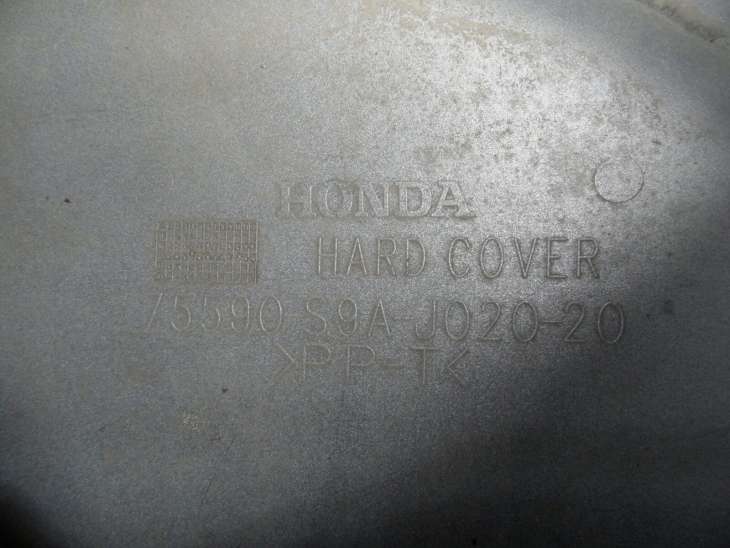 HONDA
HARD COVER
75590 S9A-J020-20
>PP-T<